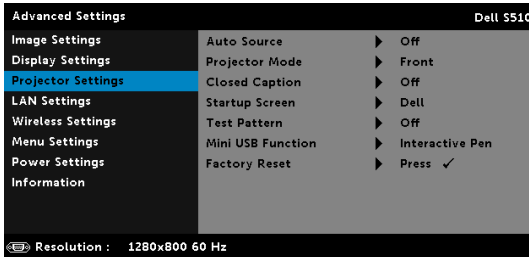 Advanced Settings Dell S510
Image Settings
Display Settings
Projector Settings
LAN Settings
Wireless Settings
Menu Settings
Power Settings
Information
Auto Source Off
Projector Mode Front
Closed Caption Off
Startup Screen Dell
Test Pattern Off
Mini USB Function Interactive Pen
Factory Reset Press ✓
Resolution : 1280x800 60 Hz